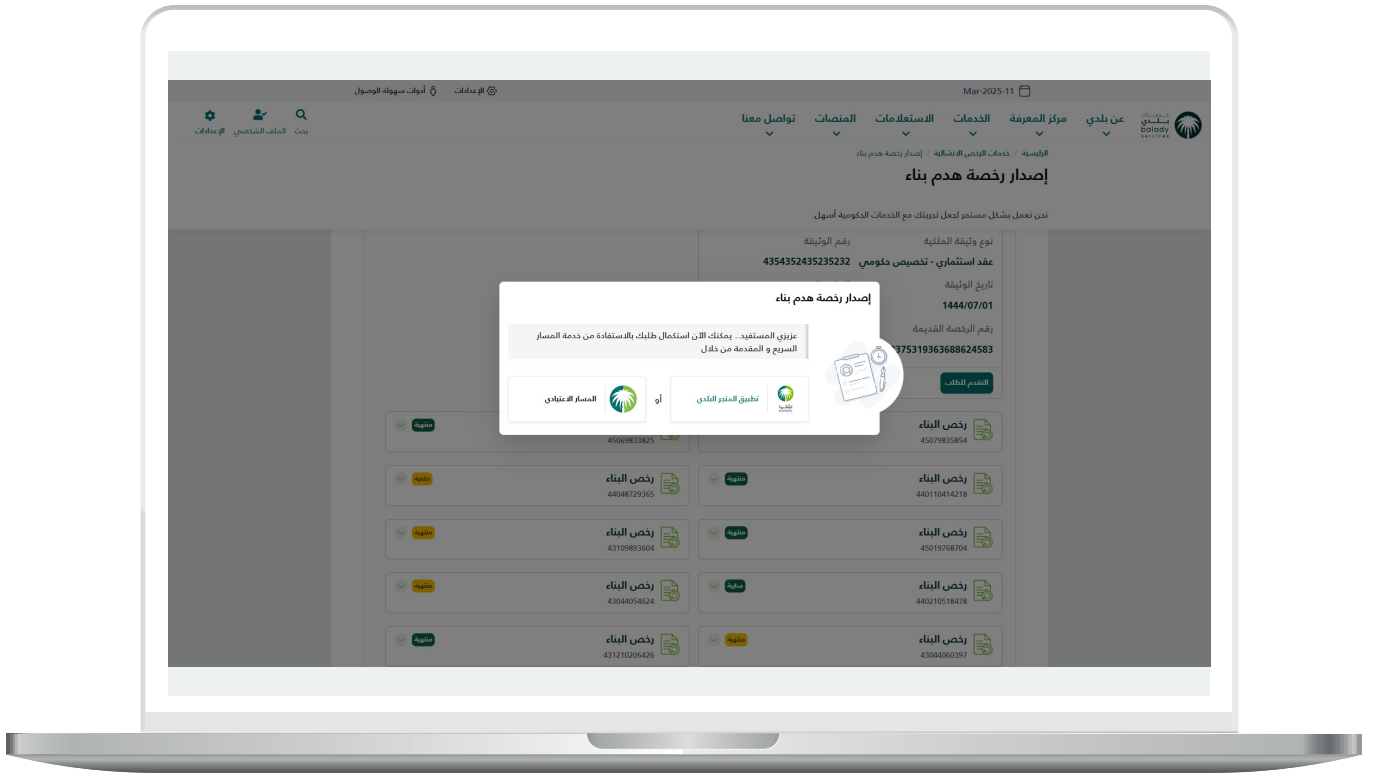 11-Mar-2025
الإعدادات
أدوات سهولة الوصول
بلدي
balady
services
عن بلدي
مركز المعرفة
الخدمات
الاستعلامات
المنصات
تواصل معنا
بحث
الملف الشخصي
الإعدادات
الرئيسية / خدمات الرخص الانشائية / إصدار رخصة هدم بناء
إصدار رخصة هدم بناء
نحن نعمل بشكل مستمر لجعل تجربتك مع الخدمات الحكومية أسهل.
نوع وثيقة الملكية
رقم الوثيقة
عقد استثماري - تخصيص حكومي
4354352435235232
تاريخ الوثيقة
1444/07/01
رقم الرخصة القديمة
375319363688624583
التقدم للطلب
إصدار رخصة هدم بناء
عزيزي المستفيد.. يمكنك الآن استكمال طلبك بالاستفادة من خدمة المسار
السريع و المقدمة من خلال
تطبيق المتجر البلدي
أو
المسار الاعتيادي
رخص البناء
45079835854
منتهية
45069833825
رخص البناء
440110414218
منتهية
رخص البناء
44048729365
ملغية
رخص البناء
45019768704
منتهية
رخص البناء
43109893604
منتهية
رخص البناء
440210518478
سارية
رخص البناء
43044054624
منتهية
رخص البناء
43044060397
منتهية
رخص البناء
431210206426
منتهية